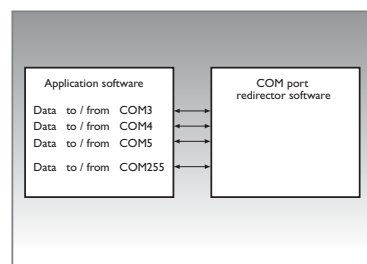 Application software
Data to / from COM3
Data to / from COM4
Data to / from COM5
Data to / from COM255
COM port
redirector software